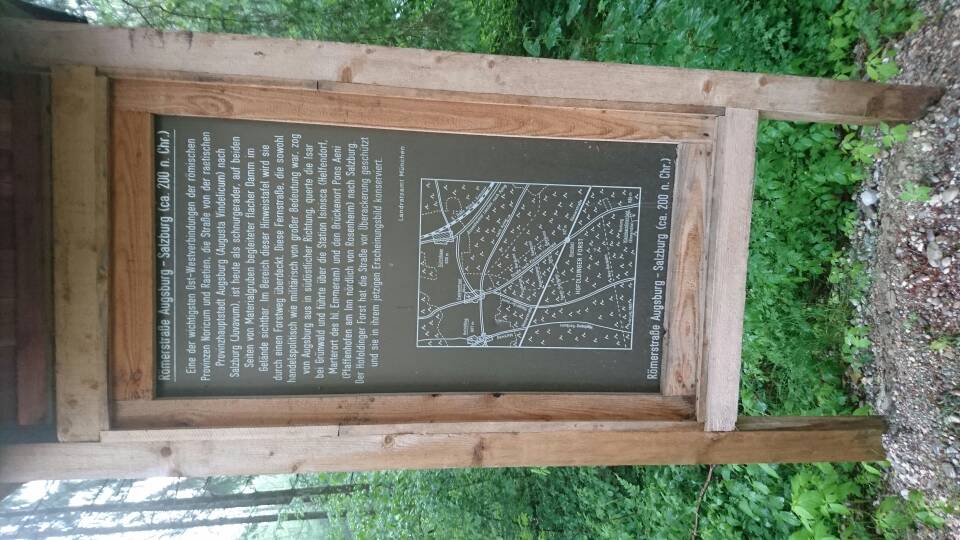 Römerstraße Augsburg - Salzburg (ca. 200 n. Chr.)
Eine der wichtigsten Ost-Westverbindungen der römischen
Provinzen Noricum und Raetien, die Straße von der raetischen
Provinzhauptstadt Augsburg (Augusta Vindelicum) nach
Salzburg (Juvavum), ist heute als schnurgerader, auf beiden
Seiten von Materialgruben begleiteter flacher Damm im
Gelände sichtbar. Im Bereich dieser Hinweistafel wird sie
durch einen Forstweg überdeckt. Diese Fernstraße, die sowohl
handelspolitisch wie militärisch von großer Bedeutung war, zog
von Augsburg aus in südöstlicher Richtung, querte die Isar
bei Grünwald und führte über die Station Isinisca (Helfendorf,
Marterort des hl. Emmeram) und den Brückenort Pons Aeni
(Pfaffenhofen am Inn nördlich von Rosenheim) nach Salzburg.
Der Hofoldinger Forst hat die Straße vor Überackerung geschützt
und sie in ihrem jetzigen Erscheinungsbild konserviert.
Landratsamt München
HOFOLDINGER FORST
Römerstraße Augsburg - Salzburg (ca. 200 n. Chr.)